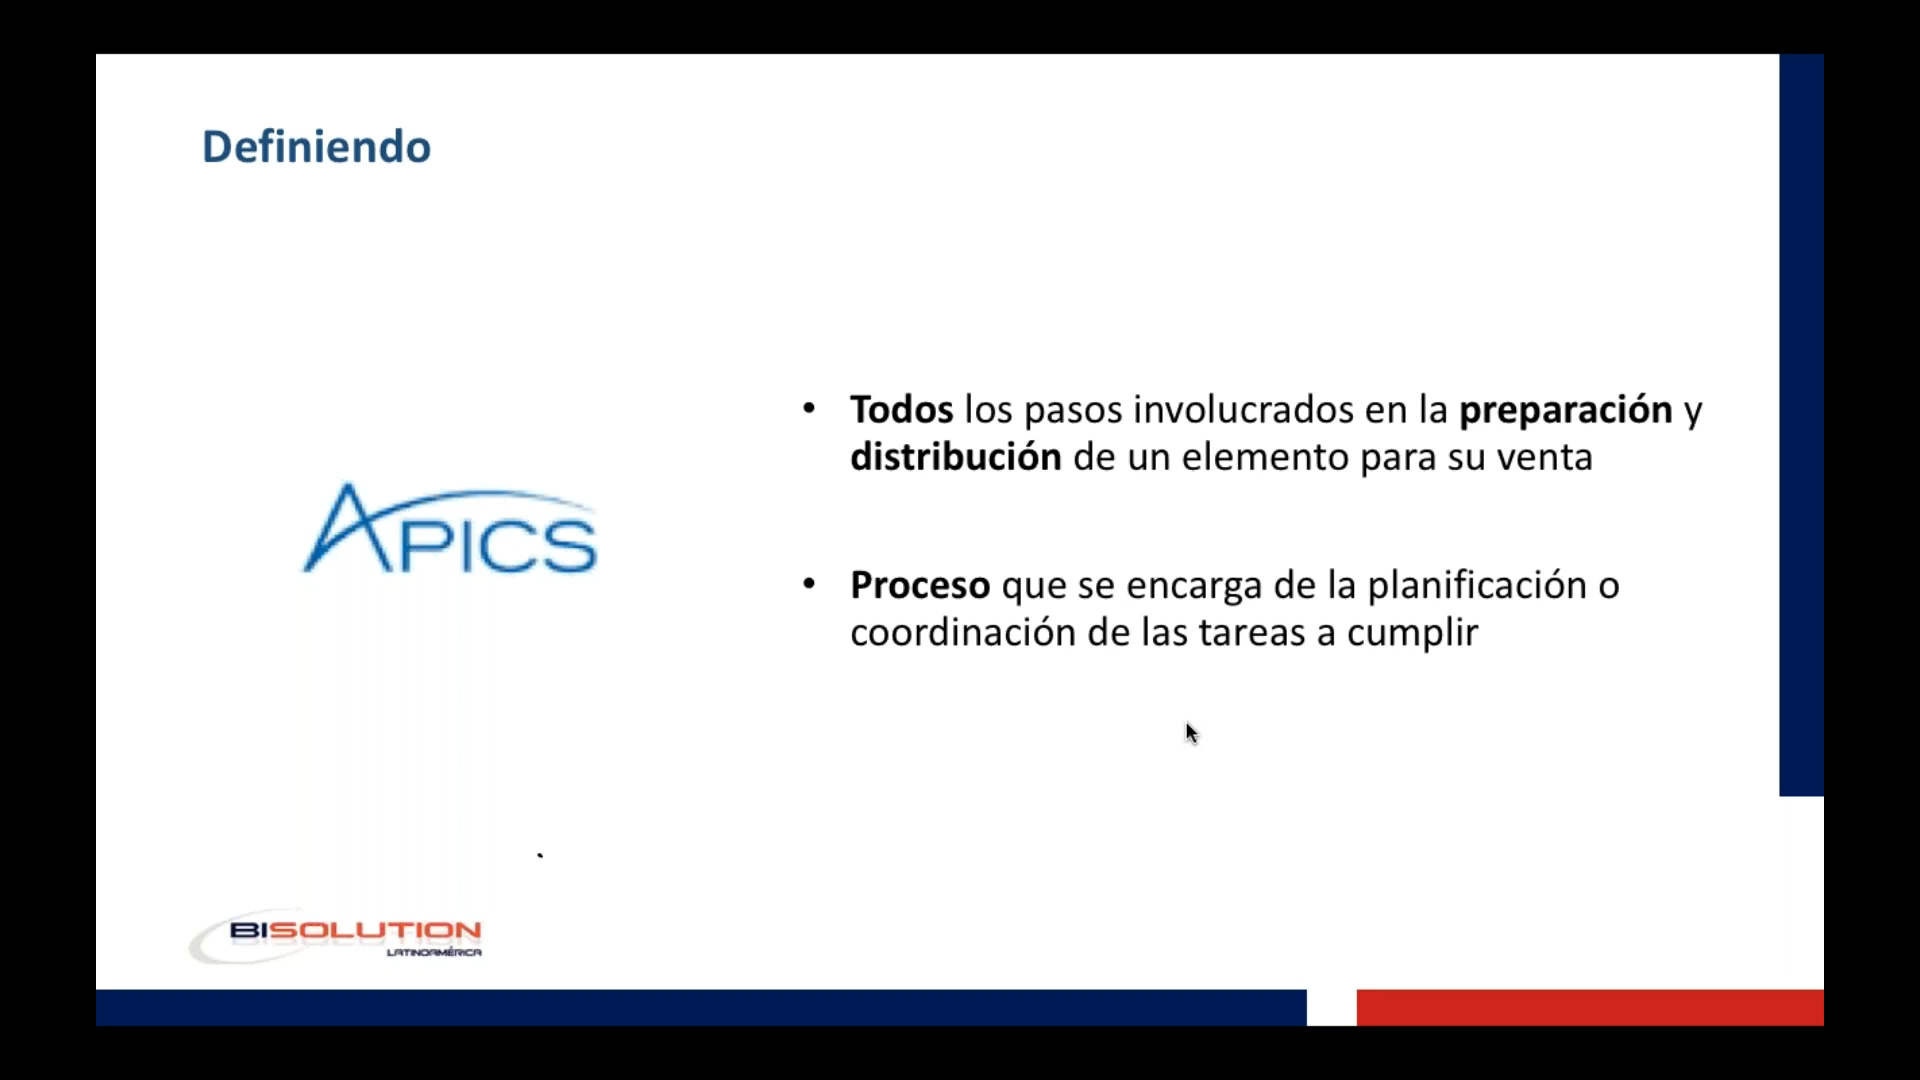 Definiendo
• Todos los pasos involucrados en la preparación y
distribución de un elemento para su venta
APICS
• Proceso que se encarga de la planificación o
coordinación de las tareas a cumplir
BISOLUTION
LATINOAMÉRICA